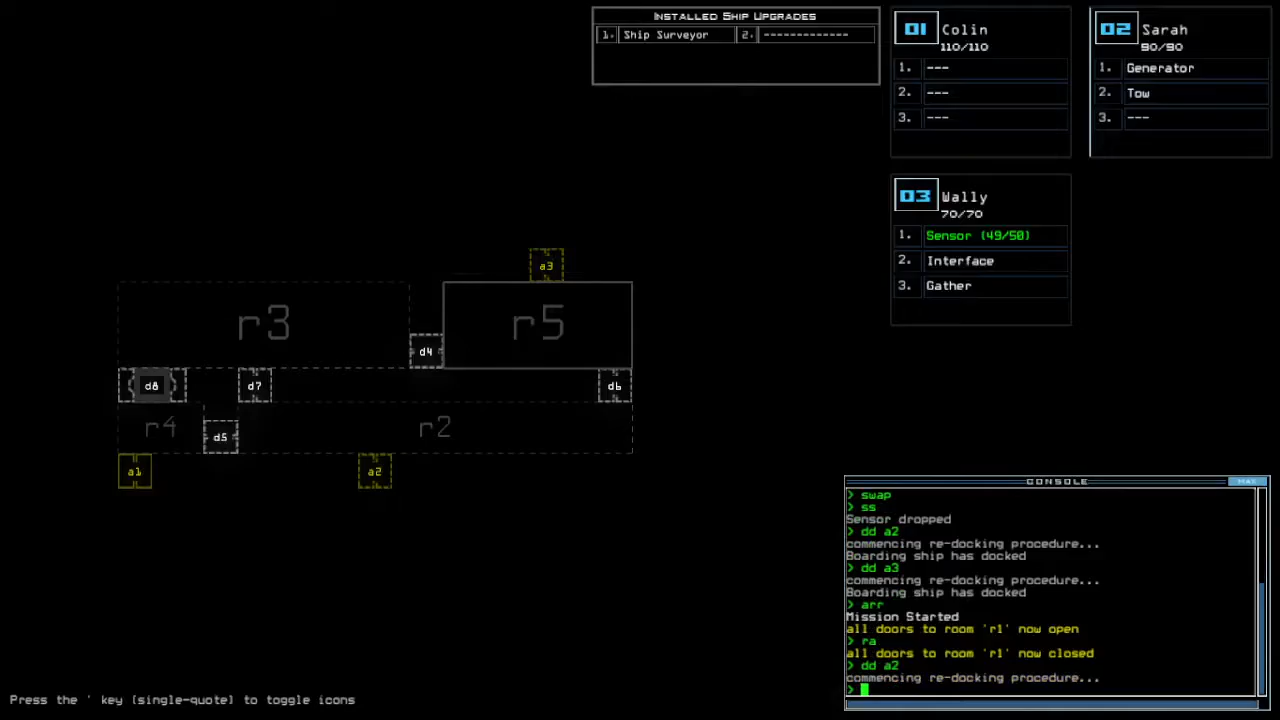 Installed Ship Upgrades
1. Ship Surveyor 2. -------------
01 Colin
110/110
1. ---
2. ---
3. ---
02 Sarah
90/90
1. Generator
2. Tow
3. ---
03 Wally
70/70
1. Sensor (49/50)
2. Interface
3. Gather
a3
r3
r5
d4
d8
d7
d6
r4
d5
r2
a1
a2
CONSOLE
MAX
> swap
> ss
Sensor dropped
> dd a2
commencing re-docking procedure...
Boarding ship has docked
> dd a3
commencing re-docking procedure...
Boarding ship has docked
> arr
Mission Started
all doors to room 'r1' now open
> ra
all doors to room 'r1' now closed
> dd a2
commencing re-docking procedure...
>
Press the ' key (single-quote) to toggle icons